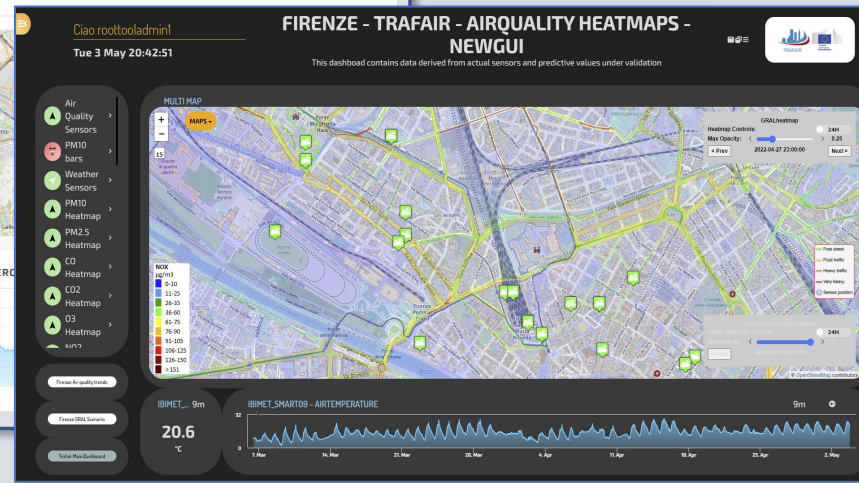 Ciao roottooladmin1
Tue 3 May 20:42:51
FIRENZE - TRAFAIR - AIRQUALITY HEATMAPS -
NEWGUI
This dashboad contains data derived from actual sensors and predictive values under validation
TRAFAIR
Air
Quality
Sensors
PM10
bars
Weather
Sensors
PM10
Heatmap
PM2.5
Heatmap
CO
Heatmap
CO2
Heatmap
O3
Heatmap
NO2
Firenze Air quality trends
Firenze GRAL Scenario
Trafair Main Dashboard
MULTI MAP
+
MAPS
−
15
GRALheatmap
Heatmap Controls:
24H
Max Opacity: < > 0.25
< Prev
2022-04-27 23:00:00
Next >
Free street
Fluid traffic
Heavy traffic
Very heavy
Sensor position
24H
NOX
µg/m3
0-10
11-25
26-35
36-60
61-75
76-90
91-105
106-125
126-150
> 151
Firenze
Porta
Maria
Novella
© OpenStreetMap contributors
IBIMET_... 9m
20.6
°C
IBIMET_SMART09 - AIRTEMPERATURE
9m
32
0
7. Mar
14. Mar
21. Mar
28. Mar
4. Apr
11. Apr
18. Apr
25. Apr
2. May